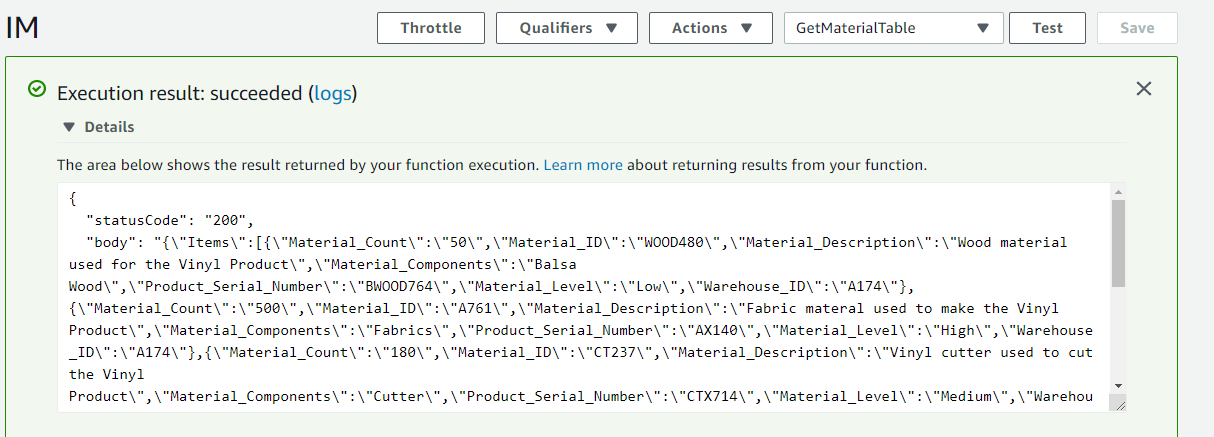 IM
Throttle
Qualifiers
Actions
GetMaterialTable
Test
Save
Execution result: succeeded (logs)
Details
The area below shows the result returned by your function execution. Learn more about returning results from your function.
{
  "statusCode": "200",
  "body": "{\"Items\":[{\"Material_Count\":\"50\",\"Material_ID\":\"WOOD480\",\"Material_Description\":\"Wood material
used for the Vinyl Product\",\"Material_Components\":\"Balsa
Wood\",\"Product_Serial_Number\":\"BWOOD764\",\"Material_Level\":\"Low\",\"Warehouse_ID\":\"A174\"},
{\"Material_Count\":\"500\",\"Material_ID\":\"A761\",\"Material_Description\":\"Fabric materal used to make the Vinyl
Product\",\"Material_Components\":\"Fabrics\",\"Product_Serial_Number\":\"AX140\",\"Material_Level\":\"High\",\"Warehouse
_ID\":\"A174\"},{\"Material_Count\":\"180\",\"Material_ID\":\"CT237\",\"Material_Description\":\"Vinyl cutter used to cut
the Vinyl
Product\",\"Material_Components\":\"Cutter\",\"Product_Serial_Number\":\"CTX714\",\"Material_Level\":\"Medium\",\"Warehou